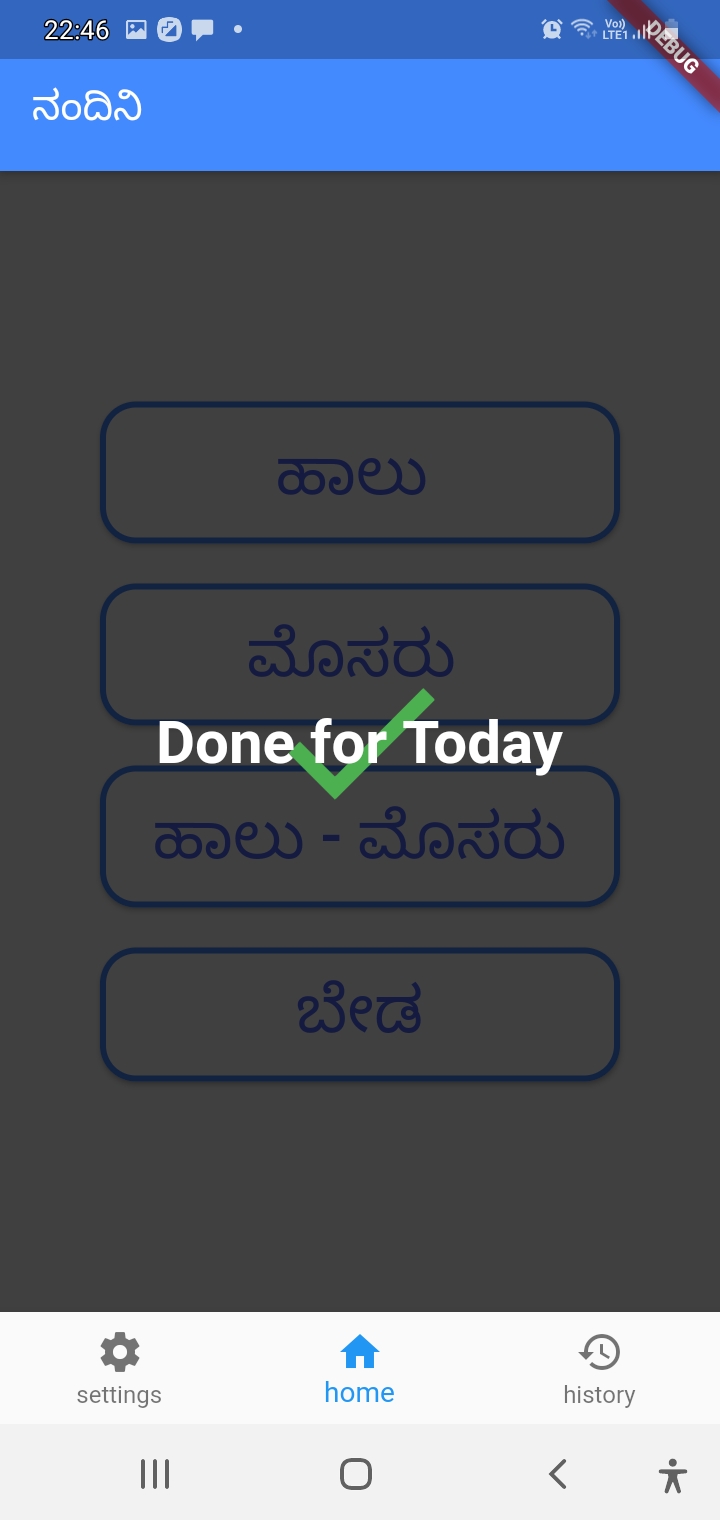 22:46
Vo)) LTE1
DEBUG
ನಂದಿನಿ
ಹಾಲು
ಮೊಸರು
Done for Today
ಹಾಲು - ಮೊಸರು
ಬೇಡ
settings
home
history